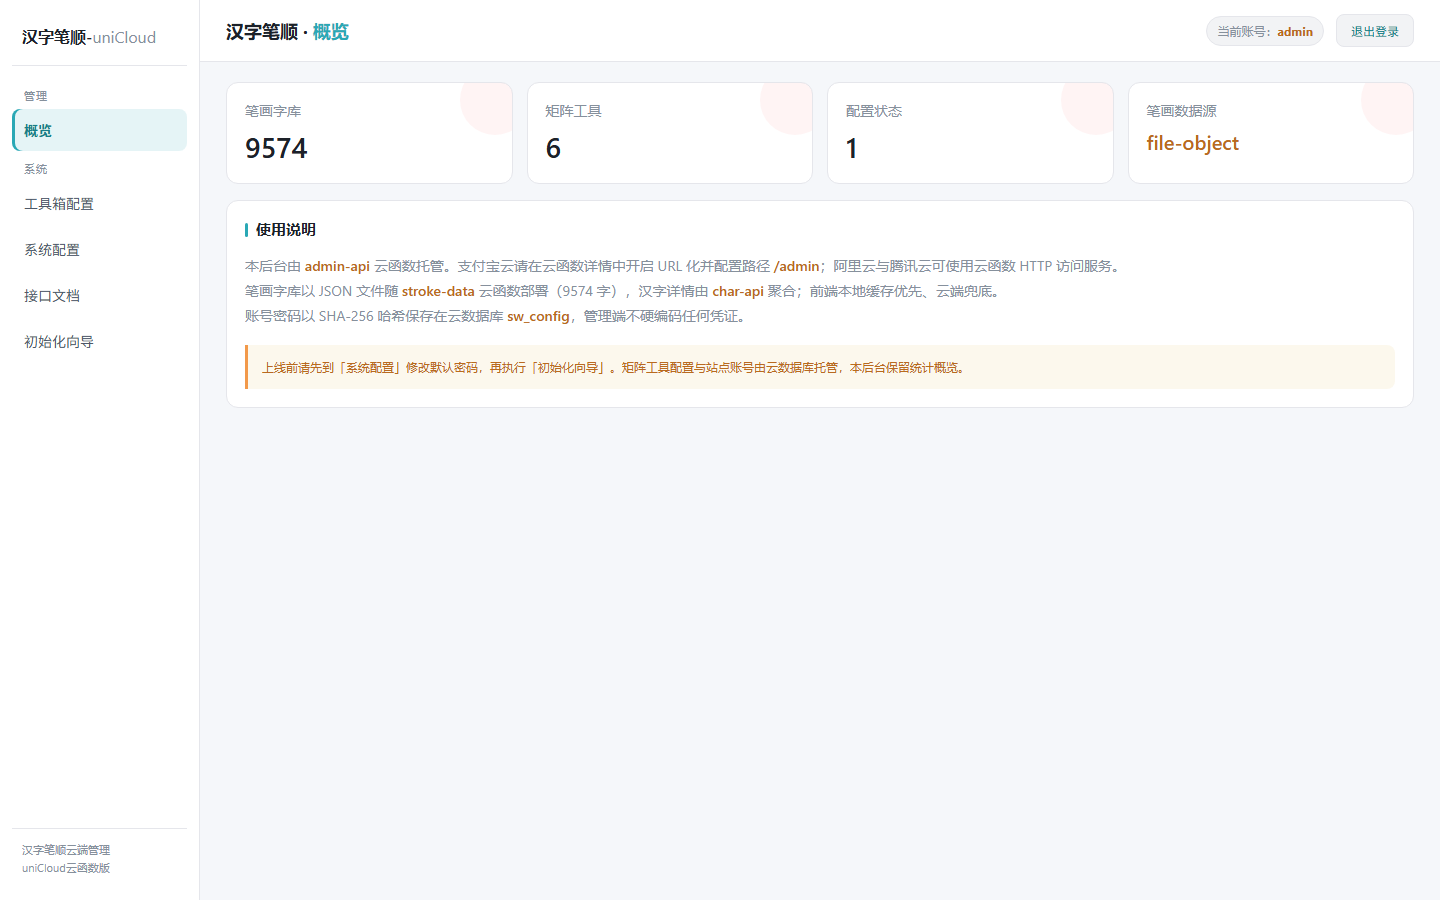 汉字笔顺-uniCloud
管理
概览
系统
工具箱配置
系统配置
接口文档
初始化向导
汉字笔顺云端管理
uniCloud云函数版
汉字笔顺 · 概览
当前账号：admin
退出登录
笔画字库
9574
矩阵工具
6
配置状态
1
笔画数据源
file-object
使用说明
本后台由 admin-api 云函数托管。支付宝云请在云函数详情中开启 URL 化并配置路径 /admin；阿里云与腾讯云可使用云函数 HTTP 访问服务。
笔画字库以 JSON 文件随 stroke-data 云函数部署（9574 字），汉字详情由 char-api 聚合；前端本地缓存优先、云端兜底。
账号密码以 SHA-256 哈希保存在云数据库 sw_config，管理端不硬编码任何凭证。
上线前请先到「系统配置」修改默认密码，再执行「初始化向导」。矩阵工具配置与站点账号由云数据库托管，本后台保留统计概览。